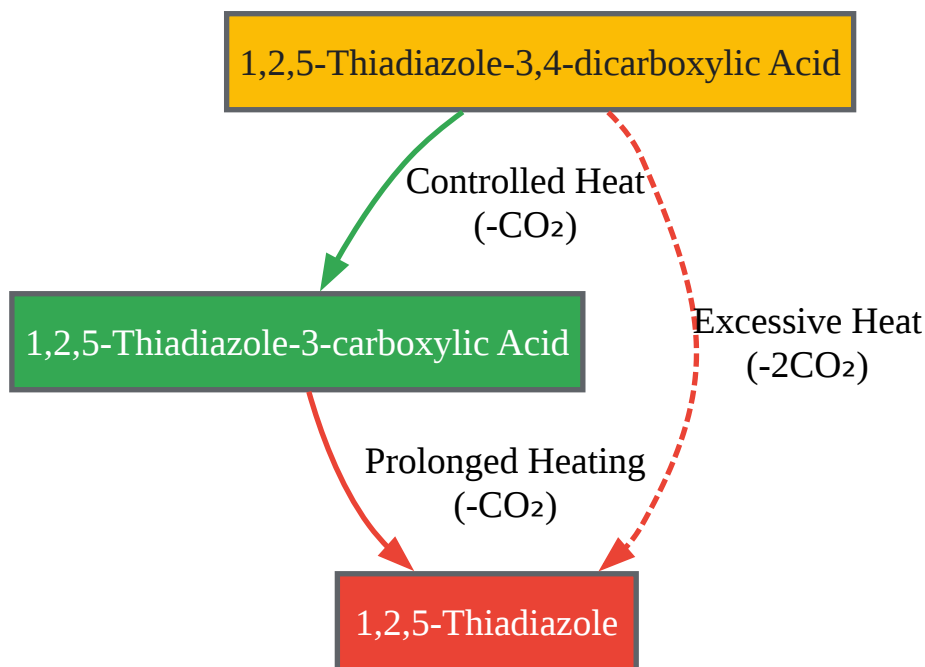 1,2,5-Thiadiazole-3,4-dicarboxylic Acid
Controlled Heat
(-CO₂)
1,2,5-Thiadiazole-3-carboxylic Acid
Excessive Heat
(-2CO₂)
Prolonged Heating
(-CO₂)
1,2,5-Thiadiazole